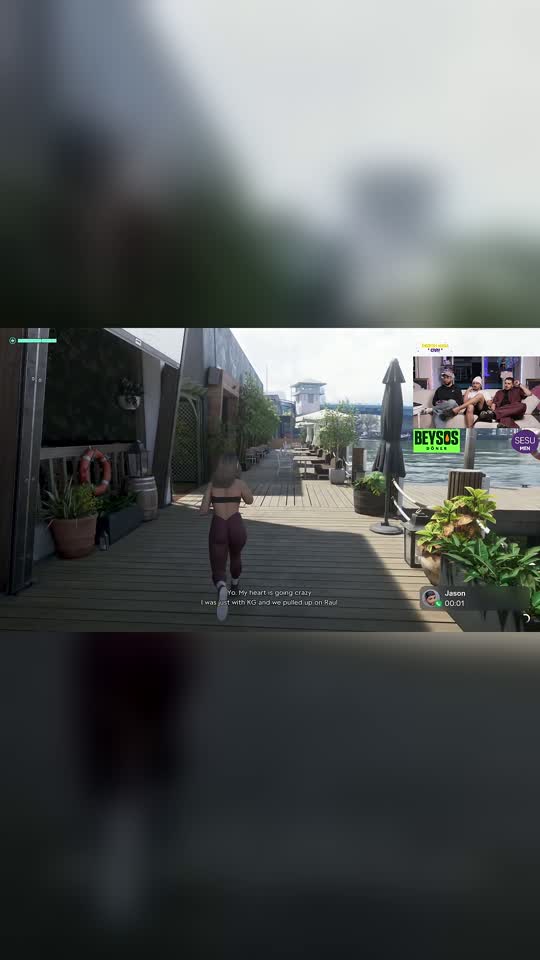 BEYSOS
DÖNER
SESU
MEN
Yo. My heart is going crazy
I was just with KG and we pulled up on Raul
Jason
00:01